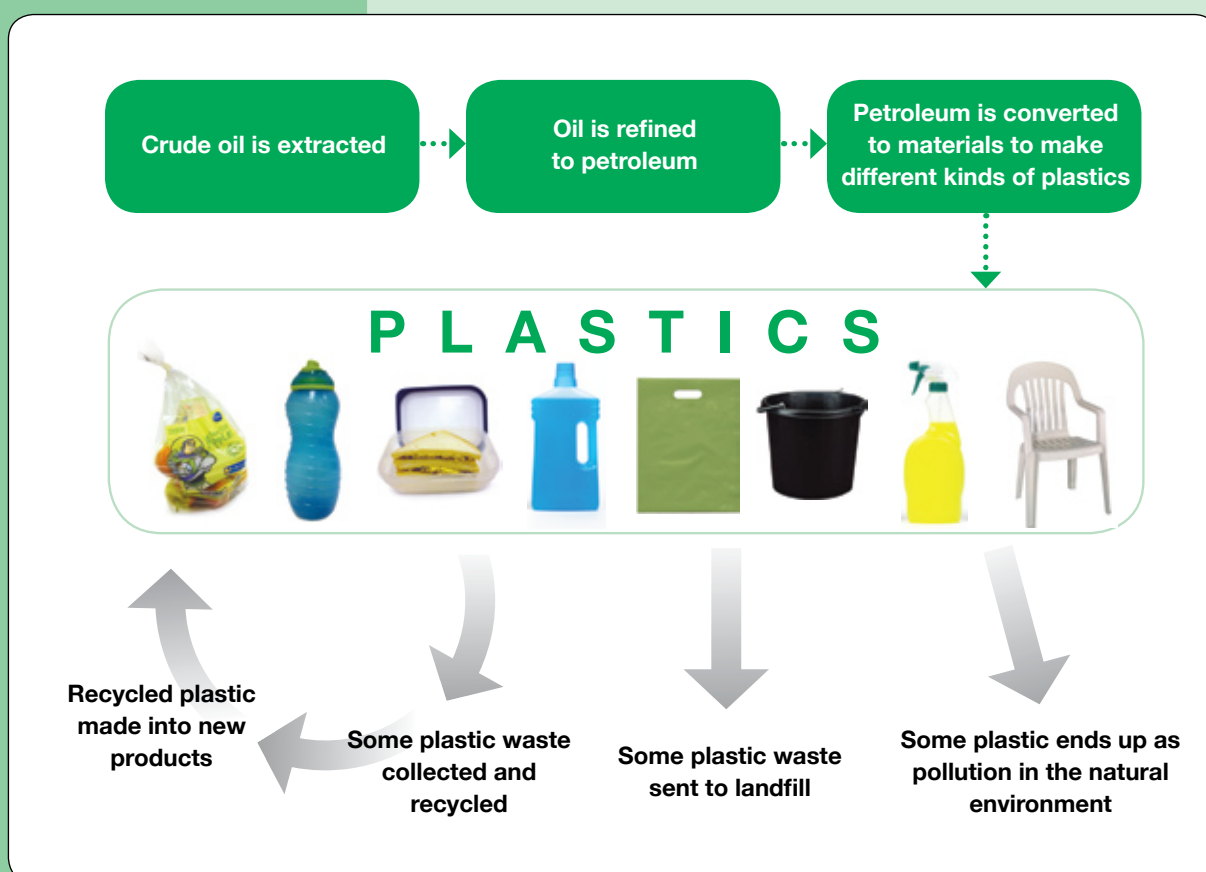 Crude oil is extracted
Oil is refined
to petroleum
Petroleum is converted
to materials to make
different kinds of plastics
PLASTICS
Recycled plastic
made into new
products
Some plastic waste
collected and
recycled
Some plastic waste
sent to landfill
Some plastic ends up as
pollution in the natural
environment